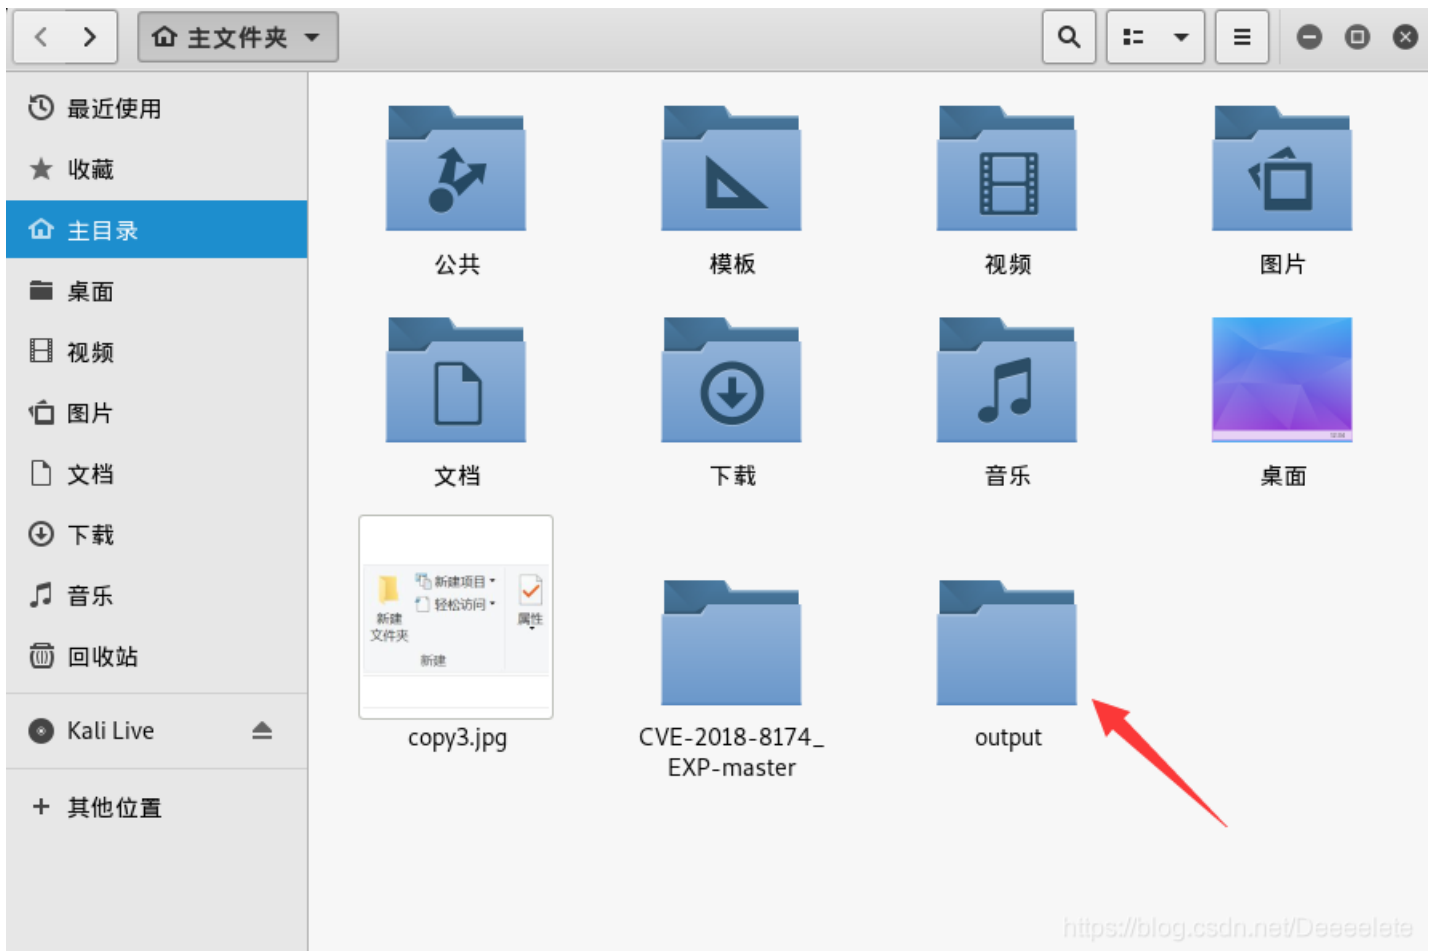 主文件夹
最近使用
收藏
主目录
桌面
视频
图片
文档
下载
音乐
回收站
Kali Live
其他位置
公共
模板
视频
图片
文档
下载
音乐
桌面
新建项目
轻松访问
新建
文件夹
属性
新建
copy3.jpg
CVE-2018-8174_
EXP-master
output
https://blog.csdn.net/Deeeelete